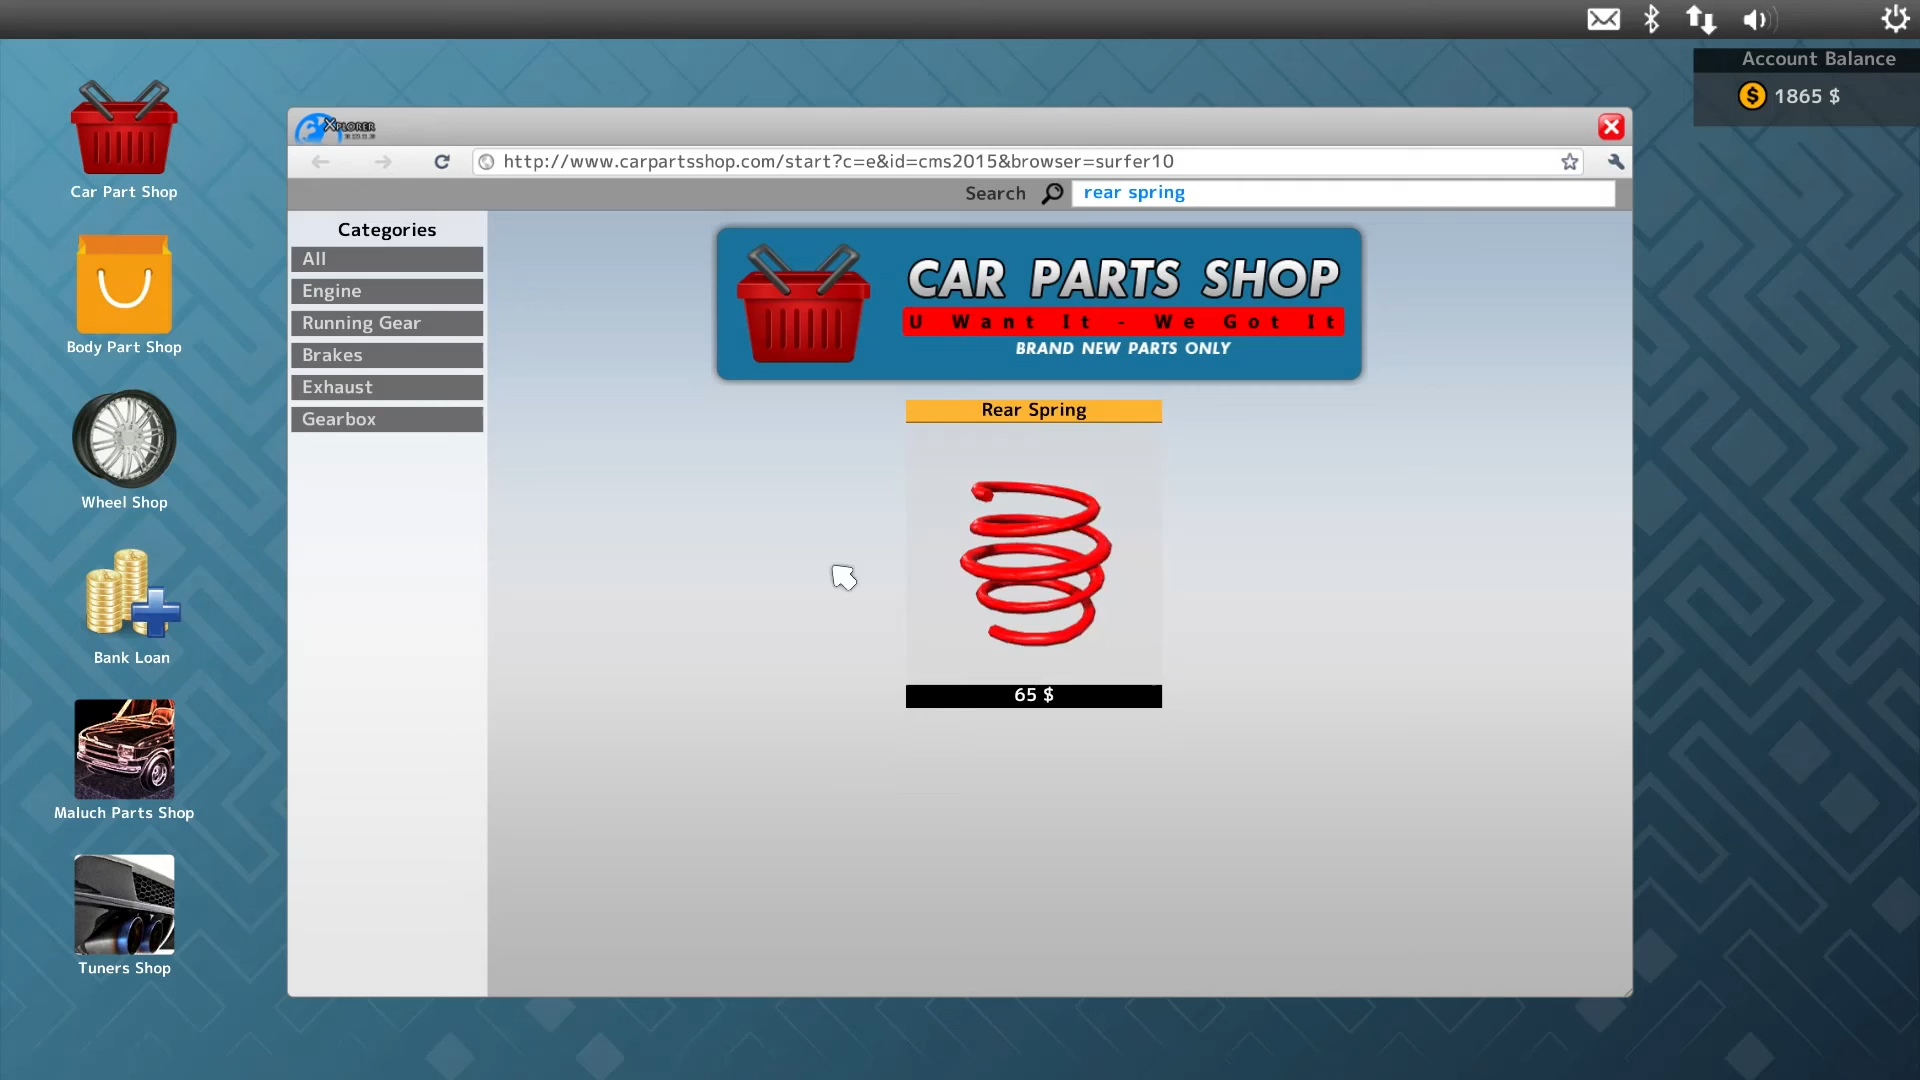 Account Balance
1865 $
Car Part Shop
Body Part Shop
Wheel Shop
Bank Loan
Maluch Parts Shop
Tuners Shop
XPLORER
http://www.carpartsshop.com/start?c=e&id=cms2015&browser=surfer10
Search rear spring
Categories
All
Engine
Running Gear
Brakes
Exhaust
Gearbox
CAR PARTS SHOP
U Want It - We Got It
BRAND NEW PARTS ONLY
Rear Spring
65 $